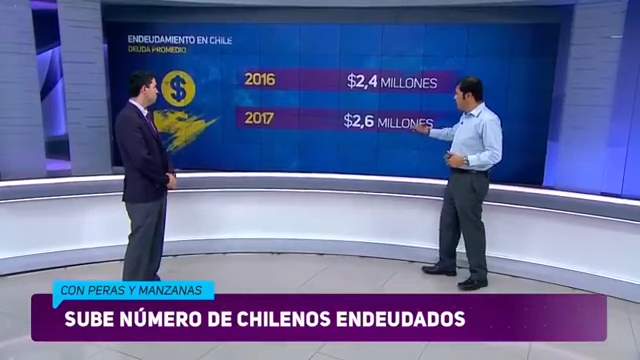 ENDEUDAMIENTO EN CHILE
DEUDA PROMEDIO
2016 $2,4 MILLONES
2017 $2,6 MILLONES
CON PERAS Y MANZANAS
SUBE NÚMERO DE CHILENOS ENDEUDADOS